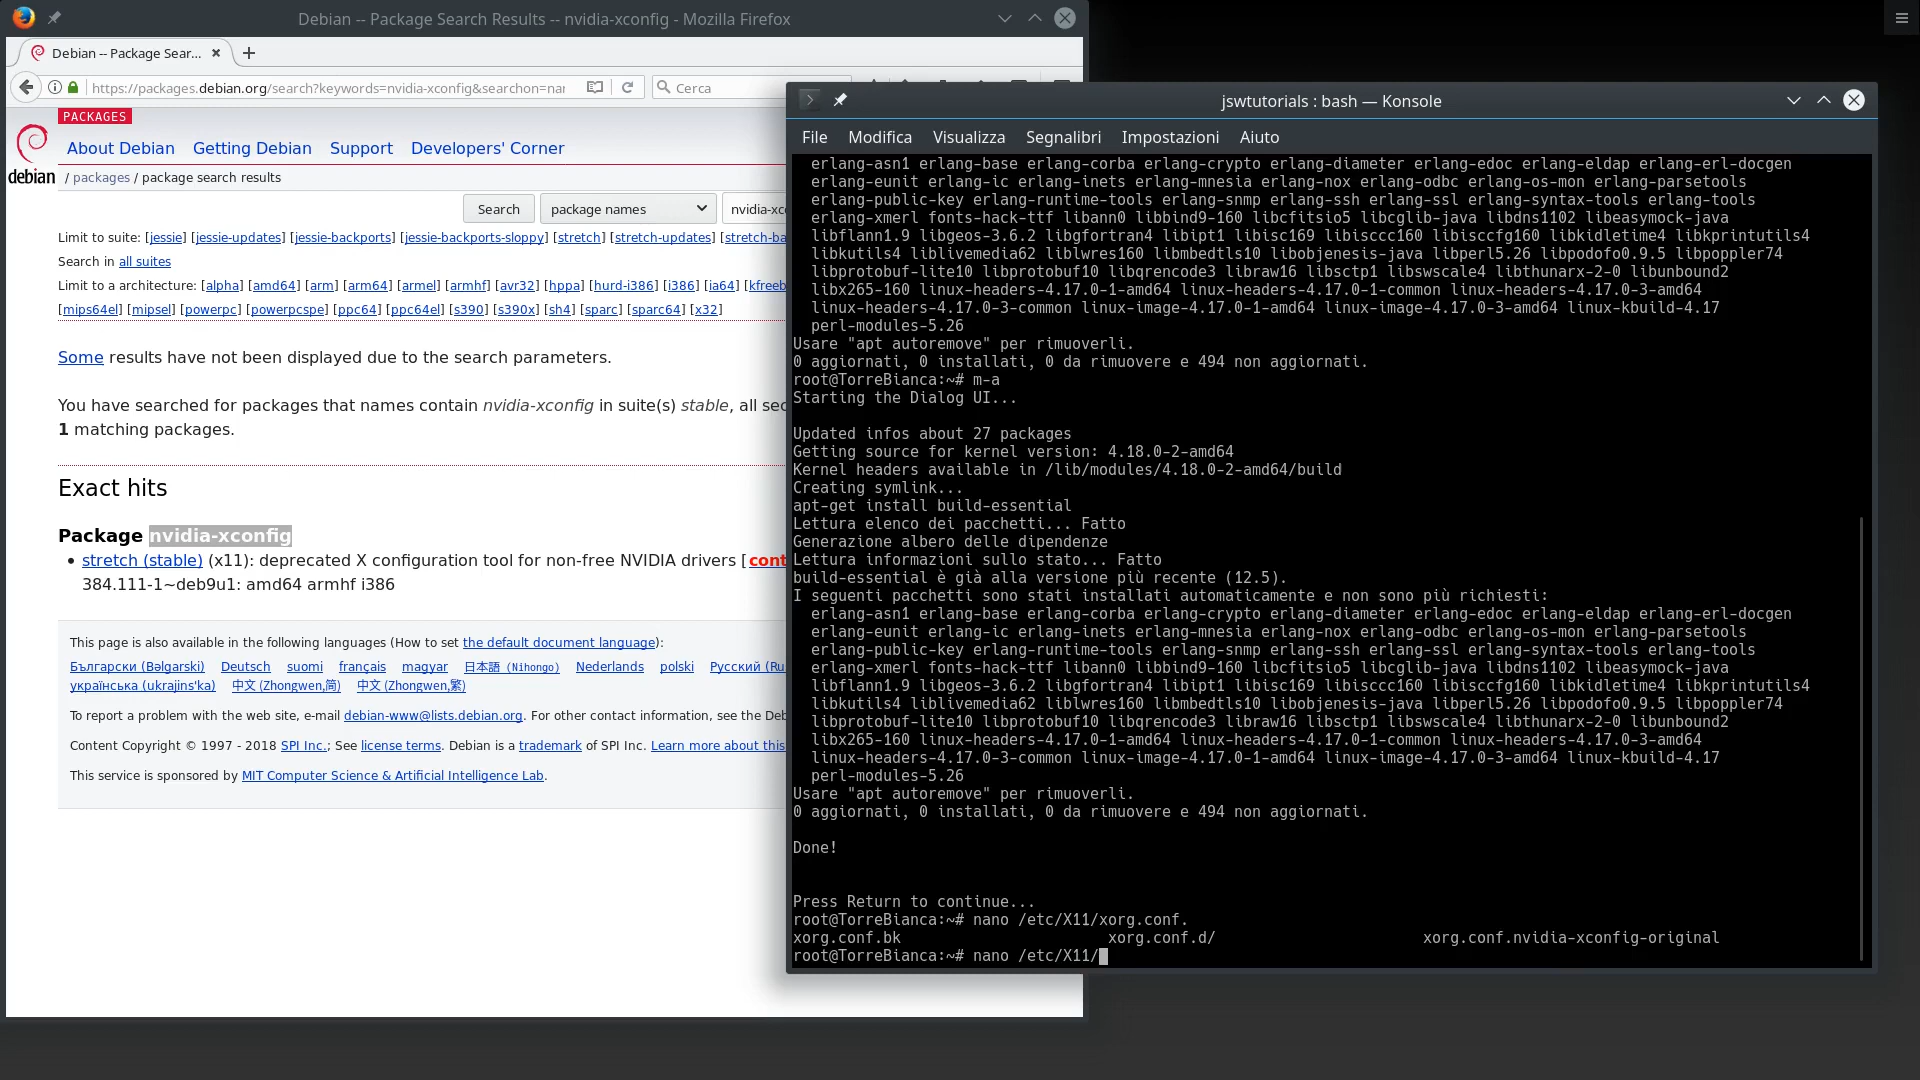 Debian -- Package Search Results -- nvidia-xconfig - Mozilla Firefox
Debian -- Package Sear...
https://packages.debian.org/search?keywords=nvidia-xconfig&searchon=nar
Cerca
PACKAGES
debian
About Debian Getting Debian Support Developers' Corner
/ packages / package search results
Search package names nvidia-xc
Limit to suite: [jessie] [jessie-updates] [jessie-backports] [jessie-backports-sloppy] [stretch] [stretch-updates] [stretch-ba
Search in all suites
Limit to a architecture: [alpha] [amd64] [arm] [arm64] [armel] [armhf] [avr32] [hppa] [hurd-i386] [i386] [ia64] [kfreeb
[mips64el] [mipsel] [powerpc] [powerpcspe] [ppc64] [ppc64el] [s390] [s390x] [sh4] [sparc] [sparc64] [x32]
Some results have not been displayed due to the search parameters.
You have searched for packages that names contain nvidia-xconfig in suite(s) stable, all sec
1 matching packages.
Exact hits
Package nvidia-xconfig
• stretch (stable) (x11): deprecated X configuration tool for non-free NVIDIA drivers [cont
384.111-1~deb9u1: amd64 armhf i386
This page is also available in the following languages (How to set the default document language):
Български (Bəlgarski) Deutsch suomi français magyar 日本語 (Nihongo) Nederlands polski Русский (Ru
українська (ukrajins'ka) 中文 (Zhongwen,简) 中文 (Zhongwen,繁)
To report a problem with the web site, e-mail debian-www@lists.debian.org. For other contact information, see the Deb
Content Copyright © 1997 - 2018 SPI Inc.; See license terms. Debian is a trademark of SPI Inc. Learn more about this
This service is sponsored by MIT Computer Science & Artificial Intelligence Lab.
jswtutorials : bash — Konsole
File Modifica Visualizza Segnalibri Impostazioni Aiuto
erlang-asn1 erlang-base erlang-corba erlang-crypto erlang-diameter erlang-edoc erlang-eldap erlang-erl-docgen
erlang-eunit erlang-ic erlang-inets erlang-mnesia erlang-nox erlang-odbc erlang-os-mon erlang-parsetools
erlang-public-key erlang-runtime-tools erlang-snmp erlang-ssh erlang-ssl erlang-syntax-tools erlang-tools
erlang-xmerl fonts-hack-ttf libann0 libbind9-160 libcfitsio5 libcglib-java libdns1102 libeasymock-java
libflann1.9 libgeos-3.6.2 libgfortran4 libipt1 libisc169 libisccc160 libisccfg160 libkidletime4 libkprintutils4
libkutils4 liblivemedia62 liblwres160 libmbedtls10 libobjenesis-java libperl5.26 libpodofo0.9.5 libpoppler74
libprotobuf-lite10 libprotobuf10 libqrencode3 libraw16 libsctp1 libswscale4 libthunarx-2-0 libunbound2
libx265-160 linux-headers-4.17.0-1-amd64 linux-headers-4.17.0-1-common linux-headers-4.17.0-3-amd64
linux-headers-4.17.0-3-common linux-image-4.17.0-1-amd64 linux-image-4.17.0-3-amd64 linux-kbuild-4.17
perl-modules-5.26
Usare "apt autoremove" per rimuoverli.
0 aggiornati, 0 installati, 0 da rimuovere e 494 non aggiornati.
root@TorreBianca:~# m-a
Starting the Dialog UI...
Updated infos about 27 packages
Getting source for kernel version: 4.18.0-2-amd64
Kernel headers available in /lib/modules/4.18.0-2-amd64/build
Creating symlink...
apt-get install build-essential
Lettura elenco dei pacchetti... Fatto
Generazione albero delle dipendenze
Lettura informazioni sullo stato... Fatto
build-essential è già alla versione più recente (12.5).
I seguenti pacchetti sono stati installati automaticamente e non sono più richiesti:
erlang-asn1 erlang-base erlang-corba erlang-crypto erlang-diameter erlang-edoc erlang-eldap erlang-erl-docgen
erlang-eunit erlang-ic erlang-inets erlang-mnesia erlang-nox erlang-odbc erlang-os-mon erlang-parsetools
erlang-public-key erlang-runtime-tools erlang-snmp erlang-ssh erlang-ssl erlang-syntax-tools erlang-tools
erlang-xmerl fonts-hack-ttf libann0 libbind9-160 libcfitsio5 libcglib-java libdns1102 libeasymock-java
libflann1.9 libgeos-3.6.2 libgfortran4 libipt1 libisc169 libisccc160 libisccfg160 libkidletime4 libkprintutils4
libkutils4 liblivemedia62 liblwres160 libmbedtls10 libobjenesis-java libperl5.26 libpodofo0.9.5 libpoppler74
libprotobuf-lite10 libprotobuf10 libqrencode3 libraw16 libsctp1 libswscale4 libthunarx-2-0 libunbound2
libx265-160 linux-headers-4.17.0-1-amd64 linux-headers-4.17.0-1-common linux-headers-4.17.0-3-amd64
linux-headers-4.17.0-3-common linux-image-4.17.0-1-amd64 linux-image-4.17.0-3-amd64 linux-kbuild-4.17
perl-modules-5.26
Usare "apt autoremove" per rimuoverli.
0 aggiornati, 0 installati, 0 da rimuovere e 494 non aggiornati.
Done!
Press Return to continue...
root@TorreBianca:~# nano /etc/X11/xorg.conf.
xorg.conf.bk xorg.conf.d/ xorg.conf.nvidia-xconfig-original
root@TorreBianca:~# nano /etc/X11/